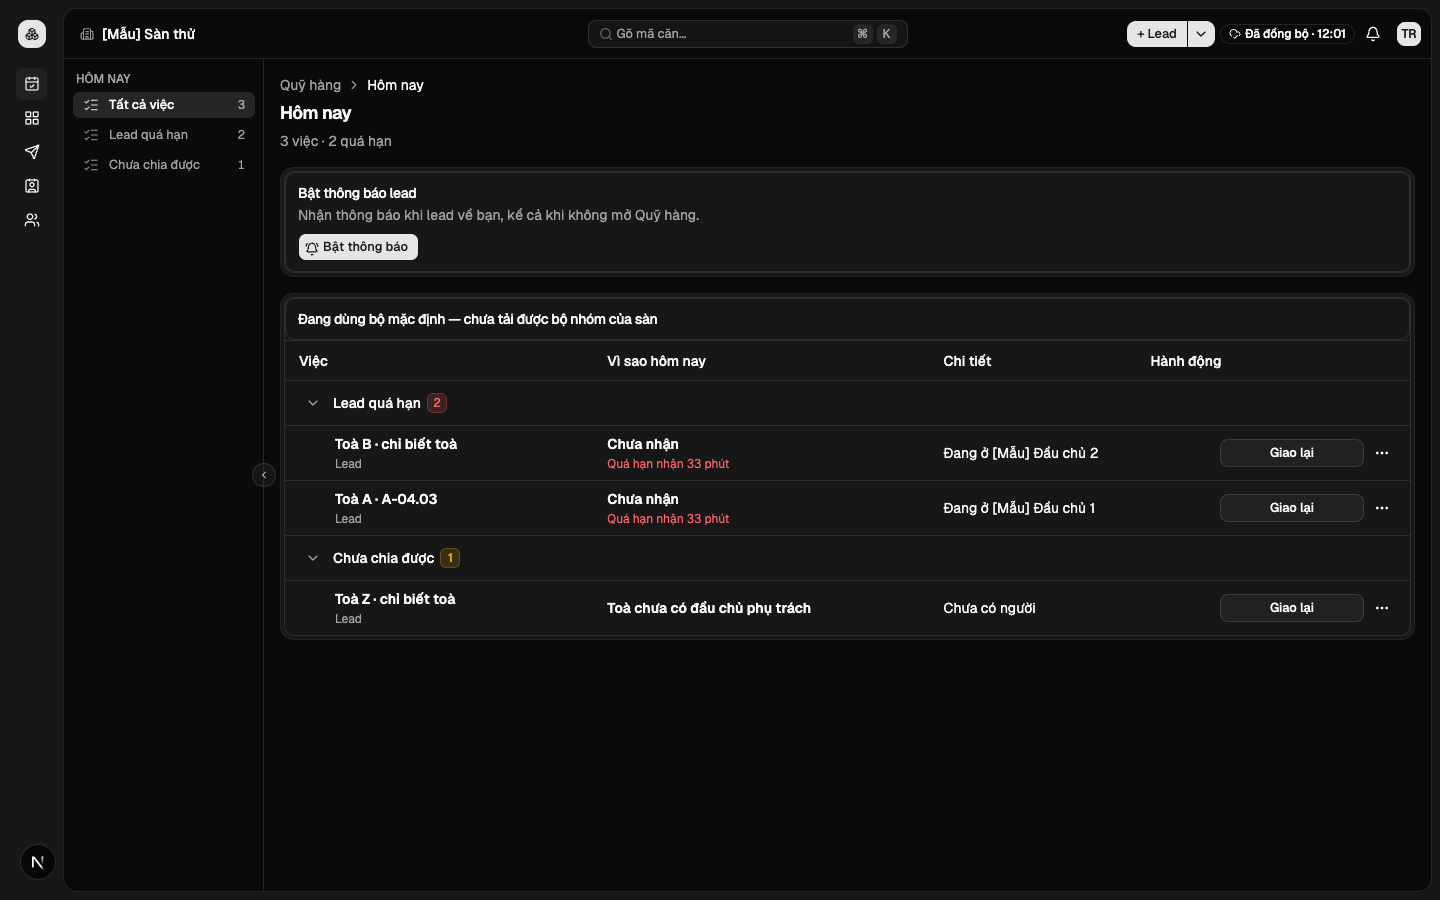 [Mẫu] Sàn thử
Gõ mã căn...
⌘ K
+ Lead
Đã đồng bộ · 12:01
TR
HÔM NAY
Tất cả việc 3
Lead quá hạn 2
Chưa chia được 1
Quỹ hàng > Hôm nay
Hôm nay
3 việc · 2 quá hạn
Bật thông báo lead
Nhận thông báo khi lead về bạn, kể cả khi không mở Quỹ hàng.
Bật thông báo
Đang dùng bộ mặc định — chưa tải được bộ nhóm của sàn
Việc Vì sao hôm nay Chi tiết Hành động
Lead quá hạn 2
Toà B · chỉ biết toà
Lead
Chưa nhận
Quá hạn nhận 33 phút
Đang ở [Mẫu] Đầu chủ 2
Giao lại
Toà A · A-04.03
Lead
Chưa nhận
Quá hạn nhận 33 phút
Đang ở [Mẫu] Đầu chủ 1
Giao lại
Chưa chia được 1
Toà Z · chỉ biết toà
Lead
Toà chưa có đầu chủ phụ trách
Chưa có người
Giao lại
N